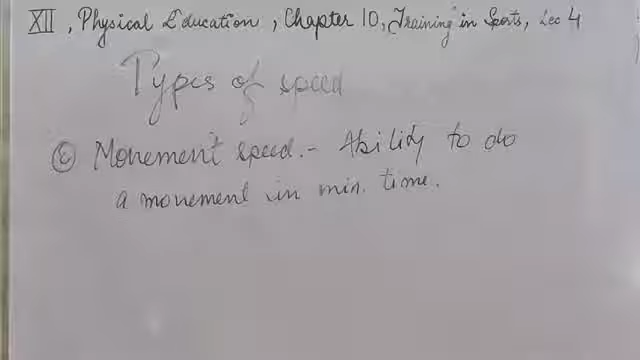 XII, Physical Education, Chapter 10, Training in Sports, Lec 4
Types of speed
Movement speed. - Ability to do
a movement in min. time.